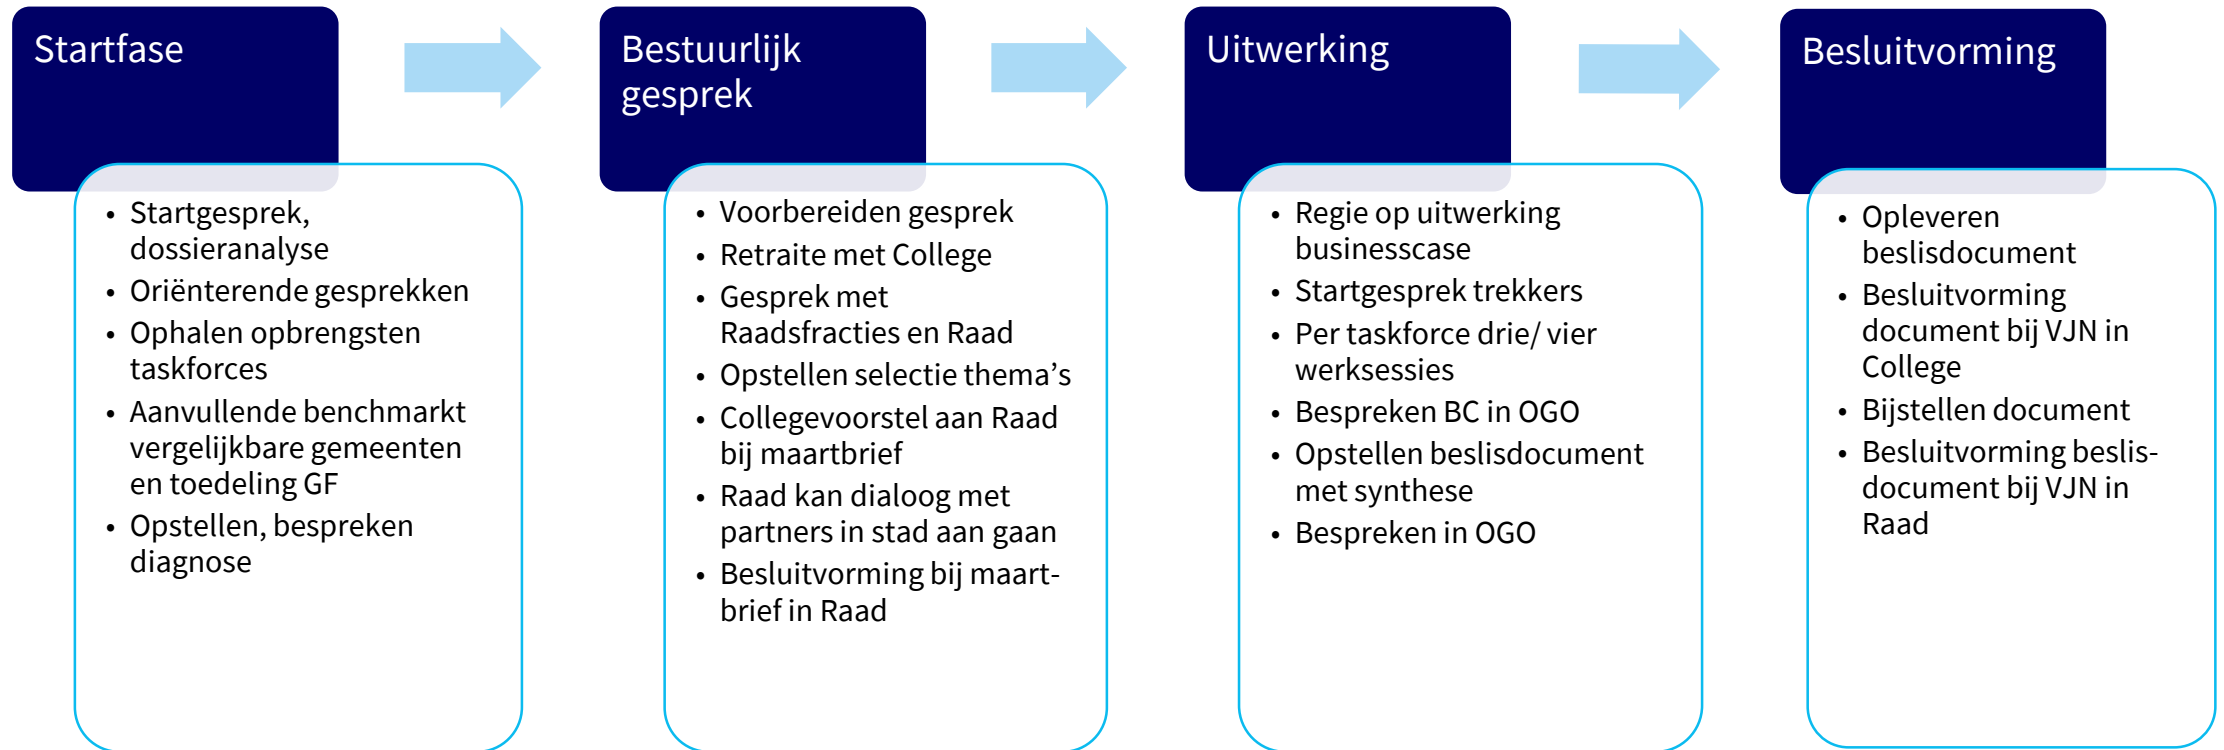 Startfase
• Startgesprek,
dossieranalyse
• Oriënterende gesprekken
• Ophalen opbrengsten
taskforces
• Aanvullende benchmarkt
vergelijkbare gemeenten
en toedeling GF
• Opstellen, bespreken
diagnose
Bestuurlijk
gesprek
• Voorbereiden gesprek
• Retraite met College
• Gesprek met
Raadsfracties en Raad
• Opstellen selectie thema’s
• Collegevoorstel aan Raad
bij maartbrief
• Raad kan dialoog met
partners in stad aan gaan
• Besluitvorming bij maart-
brief in Raad
Uitwerking
• Regie op uitwerking
businesscase
• Startgesprek trekkers
• Per taskforce drie/ vier
werksessies
• Bespreken BC in OGO
• Opstellen beslisdocument
met synthese
• Bespreken in OGO
Besluitvorming
• Opleveren
beslisdocument
• Besluitvorming
document bij VJN in
College
• Bijstellen document
• Besluitvorming beslis-
document bij VJN in
Raad